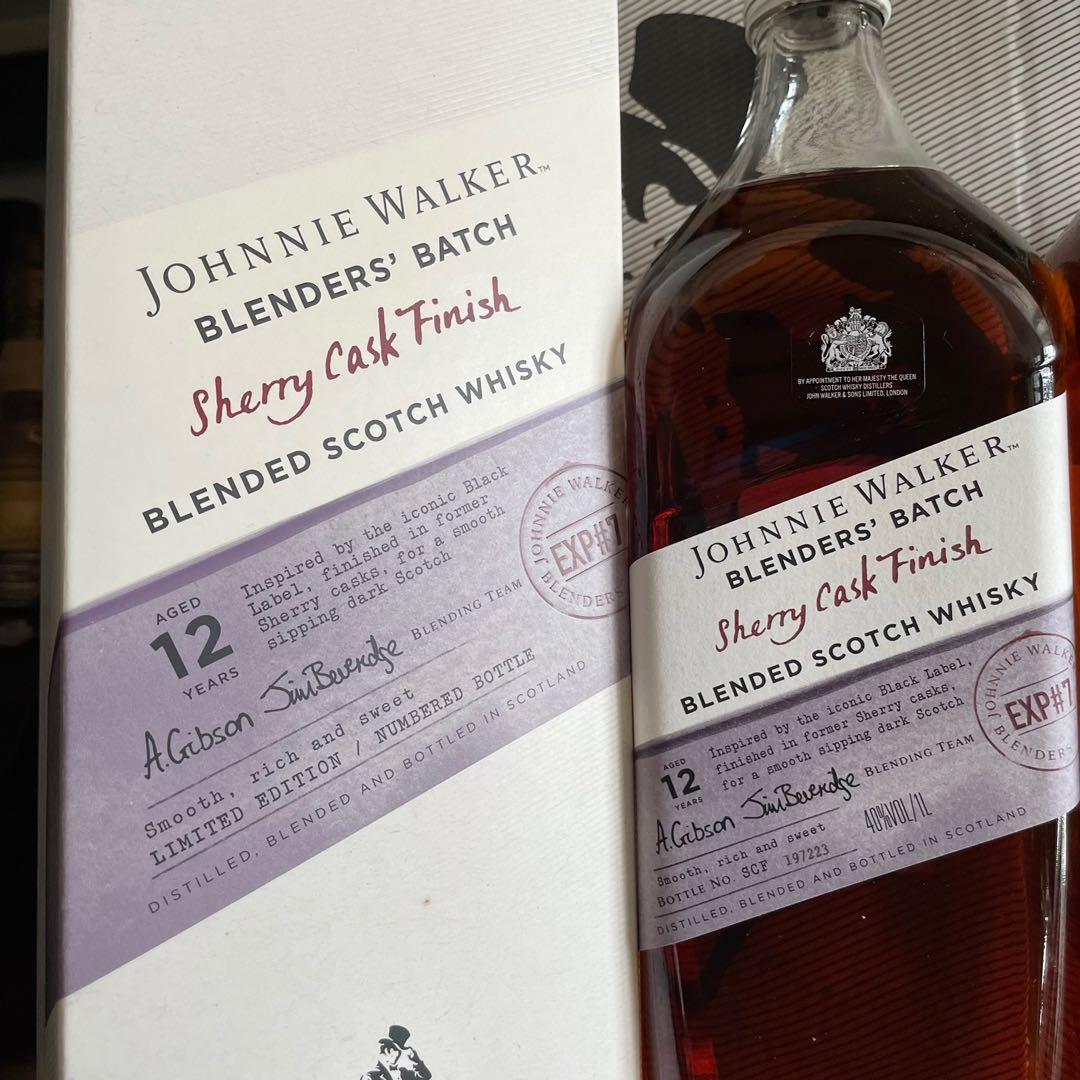 JOHNNIE WALKER™
BLENDERS' BATCH
Sherry Cask Finish
BLENDED SCOTCH WHISKY
AGED
12
YEARS
Inspired by the iconic Black
Label, finished in former
Sherry casks, for a smooth
sipping dark Scotch
A.Gibson Jim Beveridge BLENDING TEAM
Smooth, rich and sweet
LIMITED EDITION / NUMBERED BOTTLE
DISTILLED, BLENDED AND BOTTLED IN SCOTLAND
JOHNNIE WALKER
EXP#7
BLENDERS
BY APPOINTMENT TO HER MAJESTY THE QUEEN
SCOTCH WHISKY DISTILLERS
JOHN WALKER & SONS LIMITED, LONDON
JOHNNIE WALKER™
BLENDERS' BATCH
Sherry Cask Finish
BLENDED SCOTCH WHISKY
AGED
12
YEARS
Inspired by the iconic Black Label,
finished in former Sherry casks,
for a smooth sipping dark Scotch
A.Gibson Jim Beveridge BLENDING TEAM
Smooth, rich and sweet
40%VOL/1L
BOTTLE NO. SCF 197223
DISTILLED, BLENDED AND BOTTLED IN SCOTLAND
JOHNNIE WALKE
EXP#7
BLENDERS